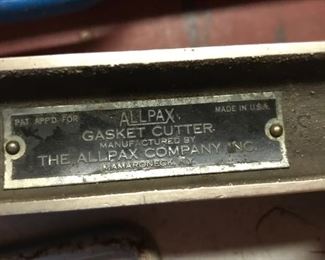 PAT. APP'D. FOR ALLPAX MADE IN U.S.A.
GASKET CUTTER
MANUFACTURED BY
THE ALLPAX COMPANY INC.
MAMARONECK, N.Y.